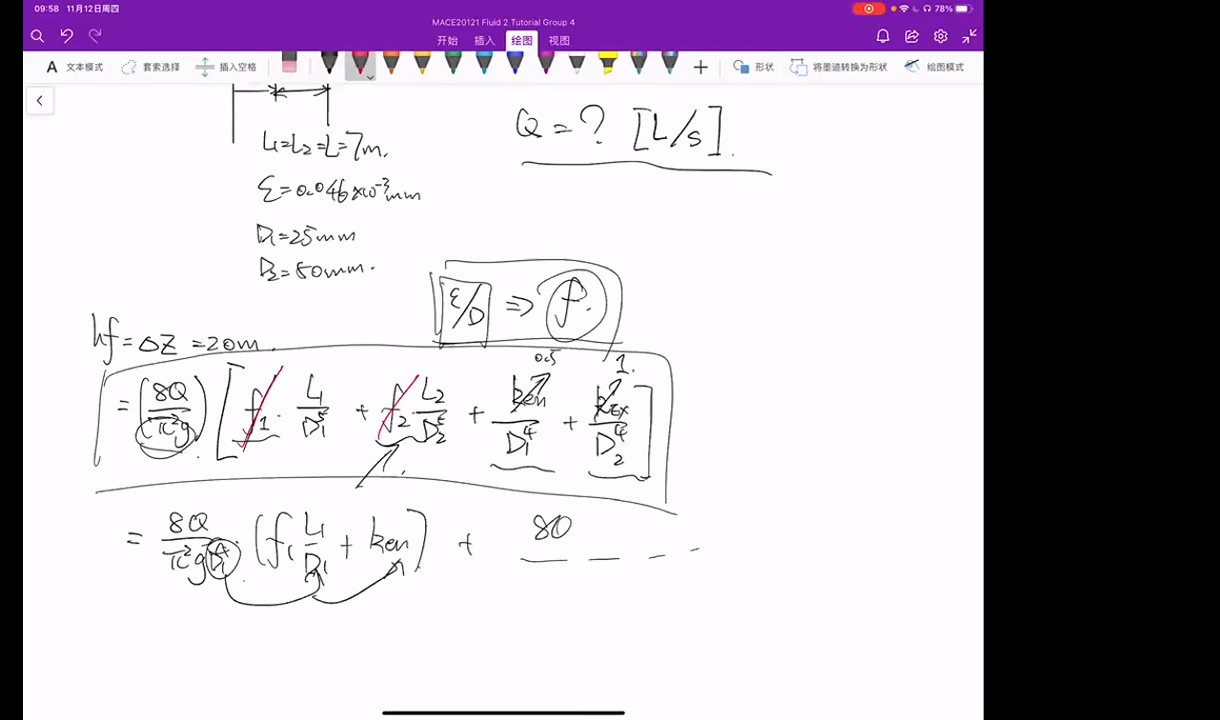 09:58 11月12日周四
78%
MACE20121 Fluid 2 Tutorial Group 4
开始 插入 绘图 视图
A 文本模式 套索选择 插入空格 形状 将墨迹转换为形状 绘图模式
Q = ? [L/s].
L1=L2=L=7m.
ε=0.046×10⁻³mm
D1=25mm
D2=50mm.
ε/D ⇒ f.
hf = ΔZ = 20m.
0.5 1.
= (8Q/π²g) [f1 · L1/D1⁵ + f2 · L2/D2⁵ + ken/D1⁴ + kex/D2⁴]
= 8Q/π²gD1⁴ · (f1 L1/D1 + ken) + 8Q